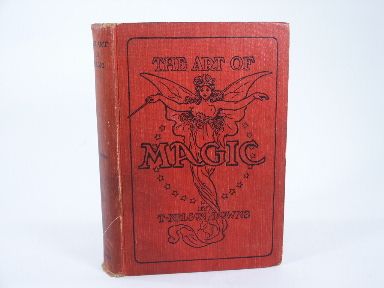 THE ART OF
MAGIC
BY
T. NELSON DOWNS